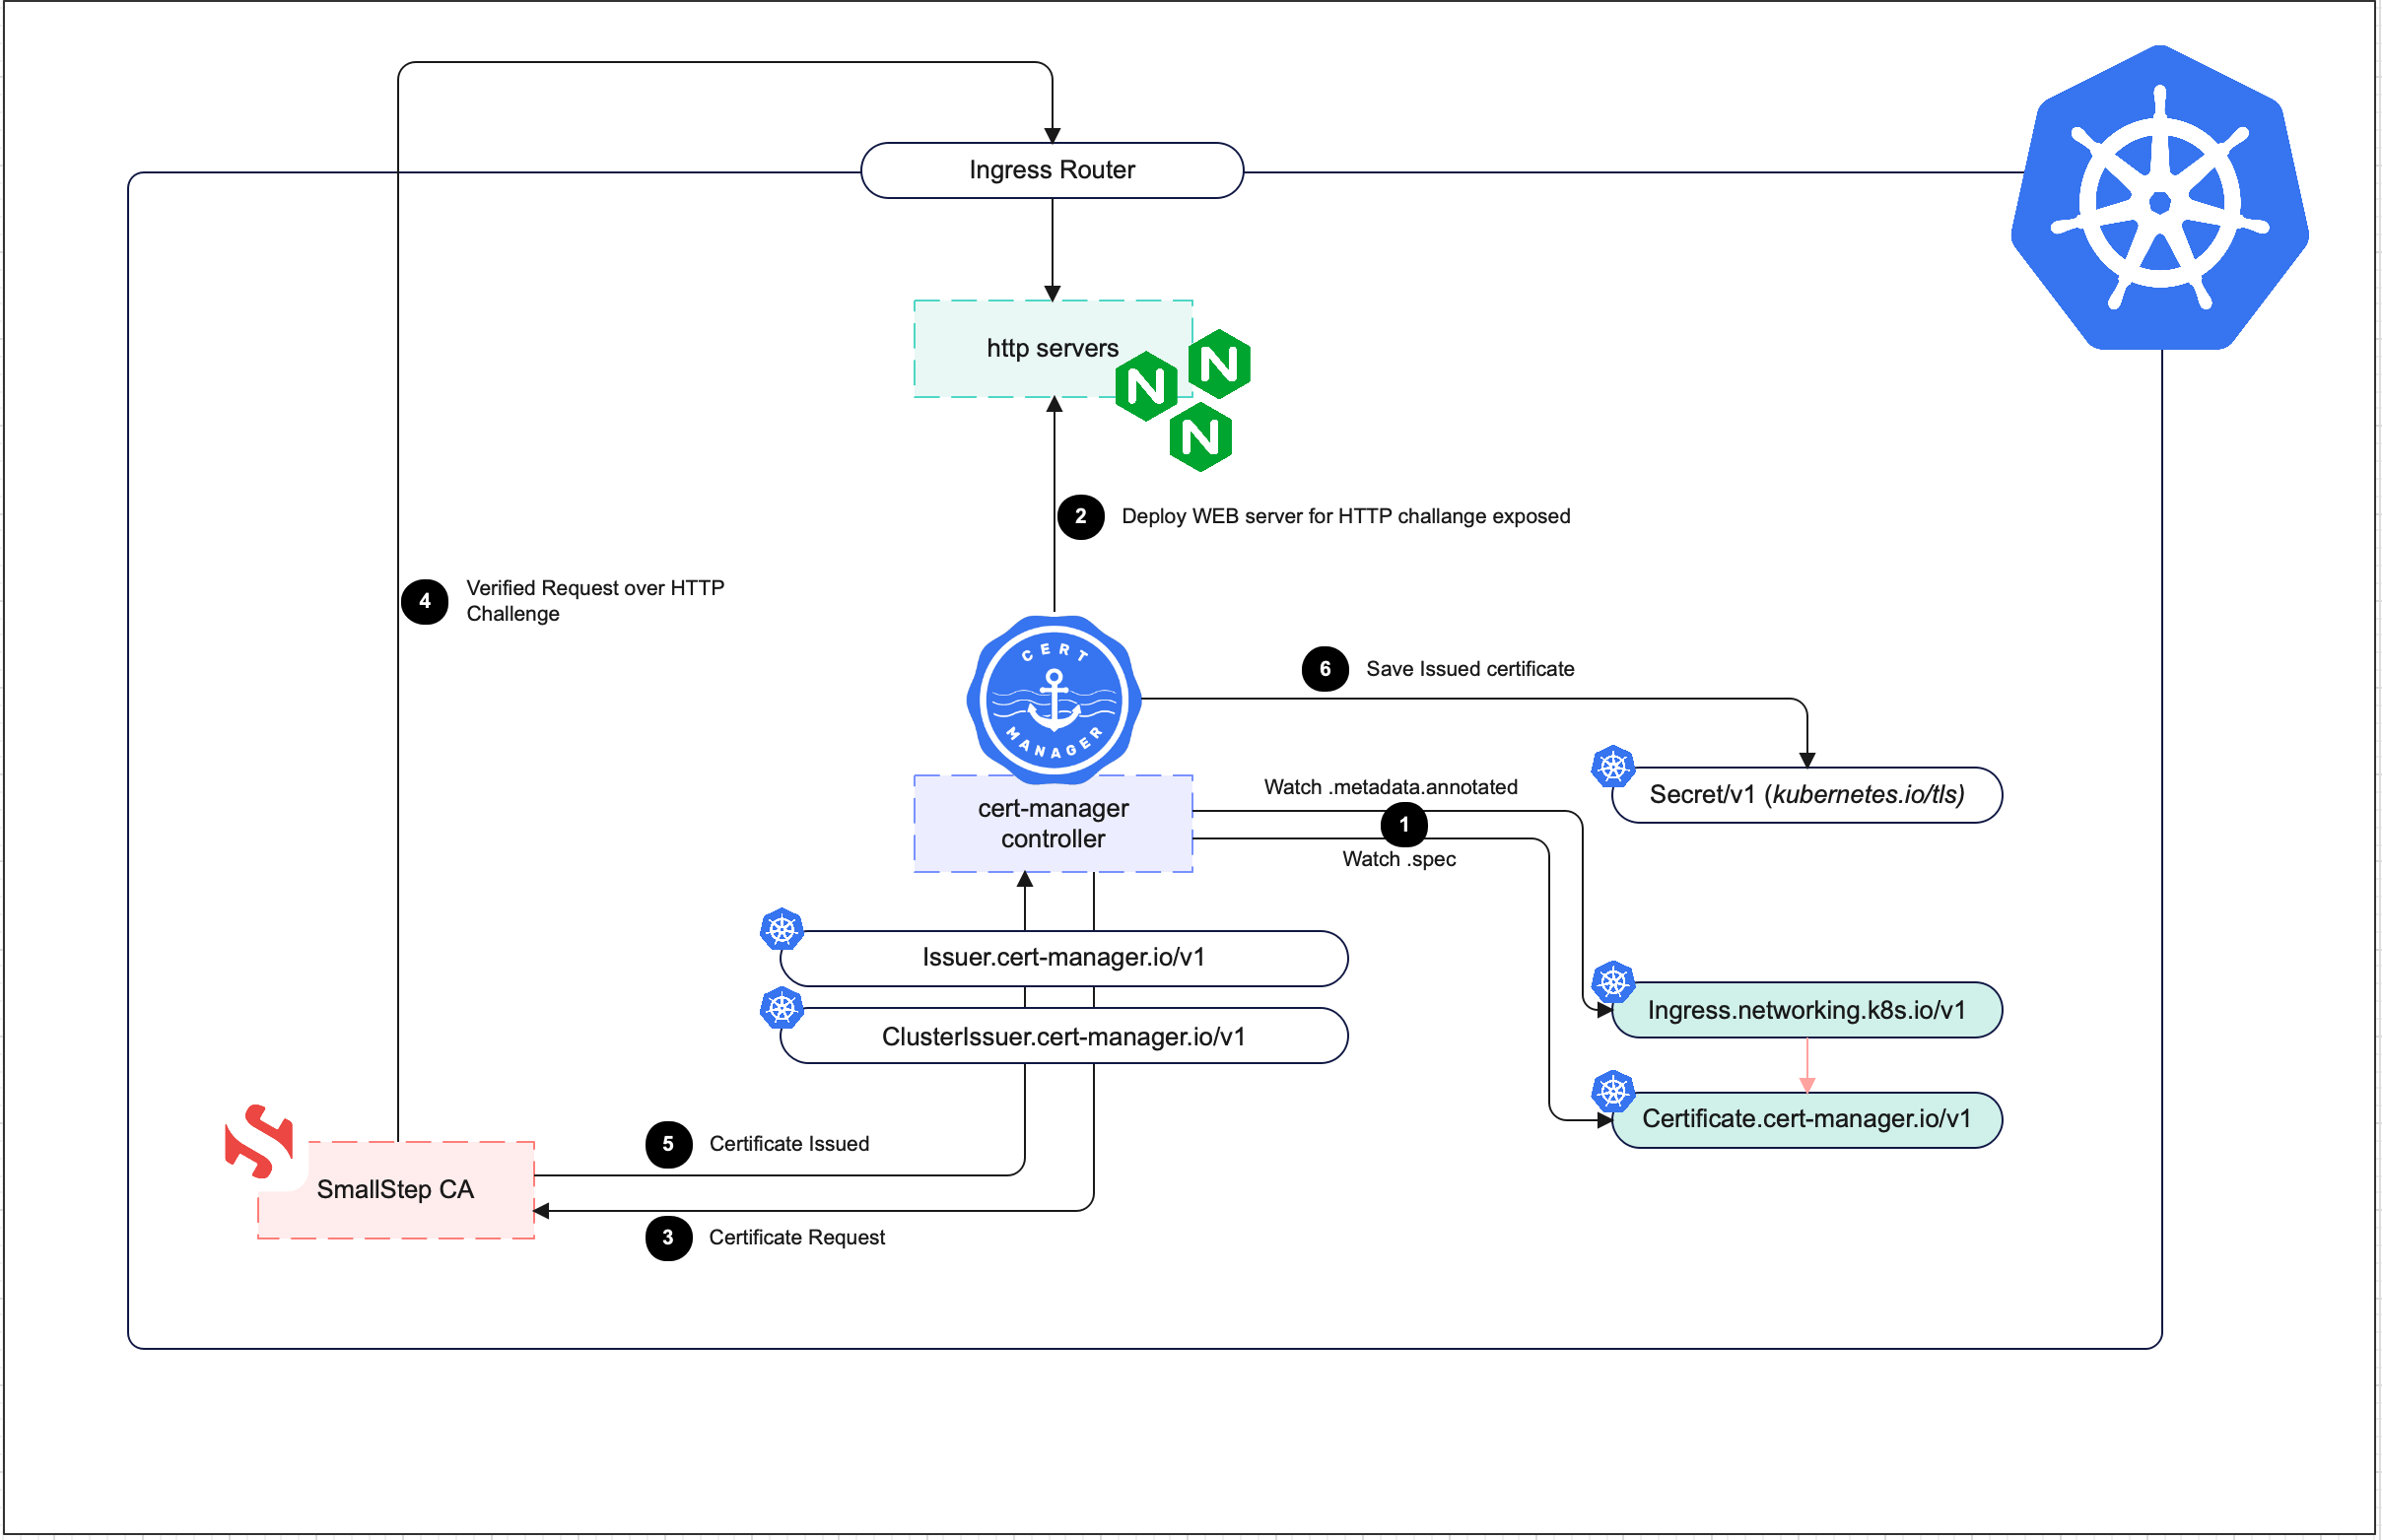 Ingress Router
http servers
2
Deploy WEB server for HTTP challange exposed
4
Verified Request over HTTP
Challenge
CERT
MANAGER
6
Save Issued certificate
Secret/v1 (kubernetes.io/tls)
cert-manager
controller
Watch .metadata.annotated
1
Watch .spec
Issuer.cert-manager.io/v1
ClusterIssuer.cert-manager.io/v1
Ingress.networking.k8s.io/v1
Certificate.cert-manager.io/v1
SmallStep CA
5
Certificate Issued
3
Certificate Request